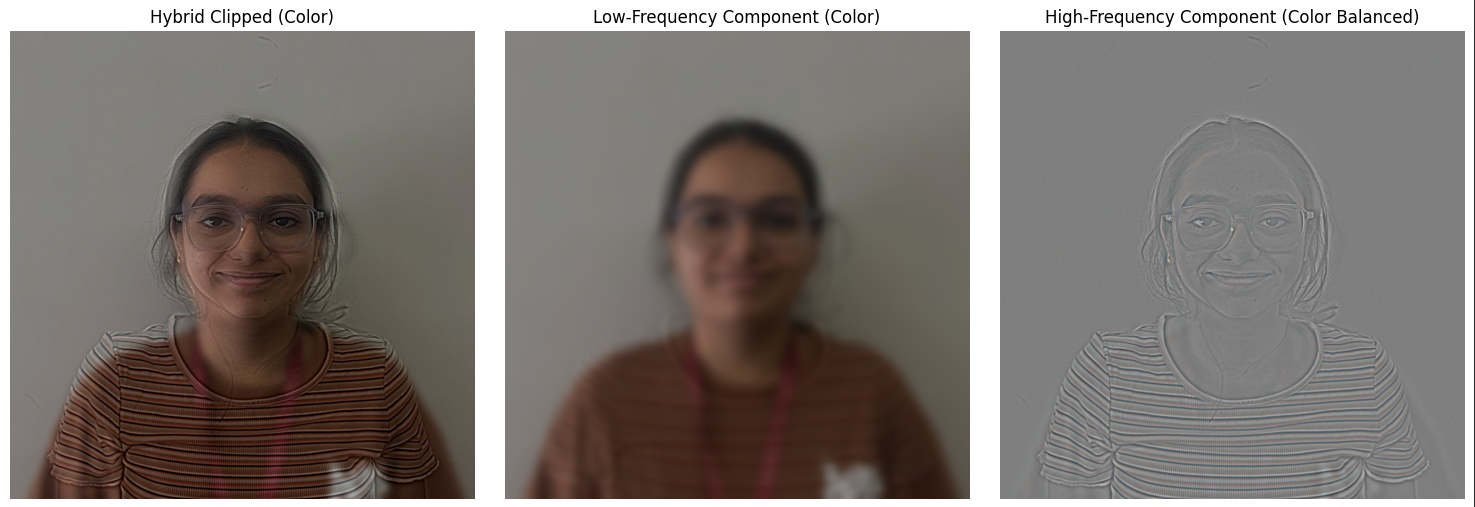 Hybrid Clipped (Color)
Low-Frequency Component (Color)
High-Frequency Component (Color Balanced)